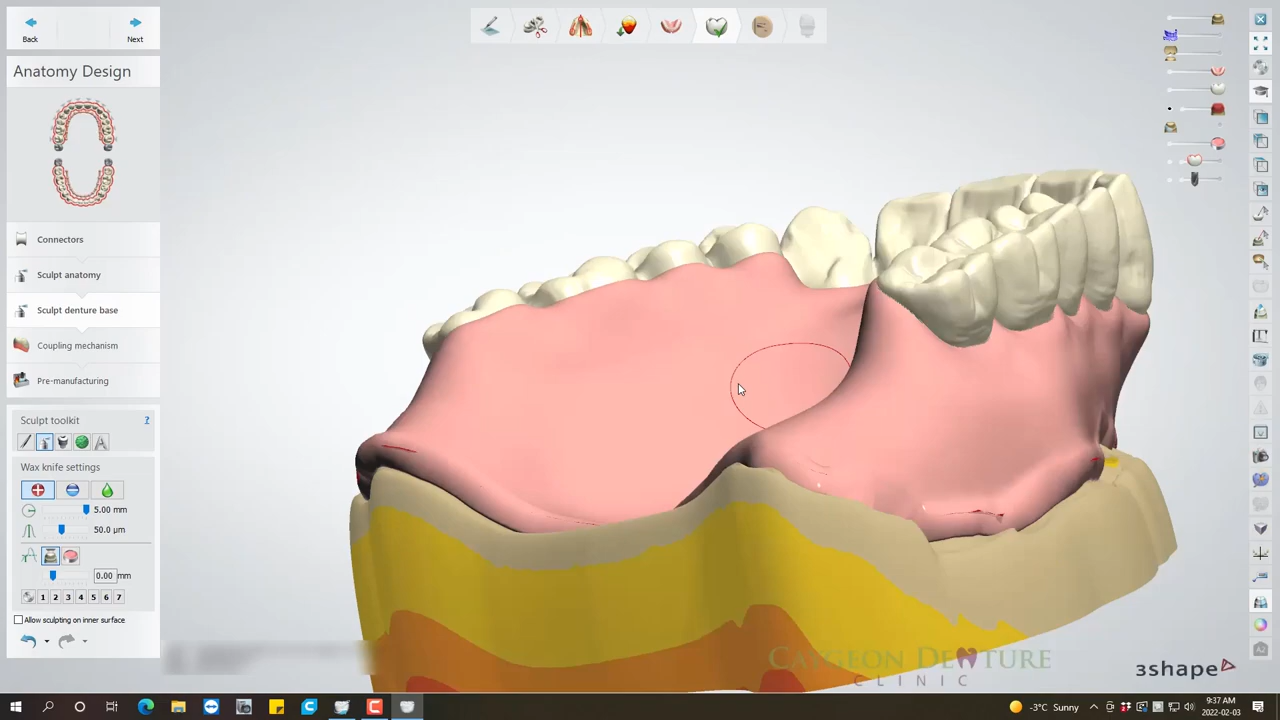 Back
Next
Anatomy Design
Connectors
Sculpt anatomy
Sculpt denture base
Coupling mechanism
Pre-manufacturing
Sculpt toolkit
?
Wax knife settings
5.00 mm
50.0 µm
0.00 mm
1 2 3 4 5 6 7
Allow sculpting on inner surface
CAYGEON DENTURE
CLINIC
3shape
A2
-3°C Sunny
9:37 AM
2022-02-03